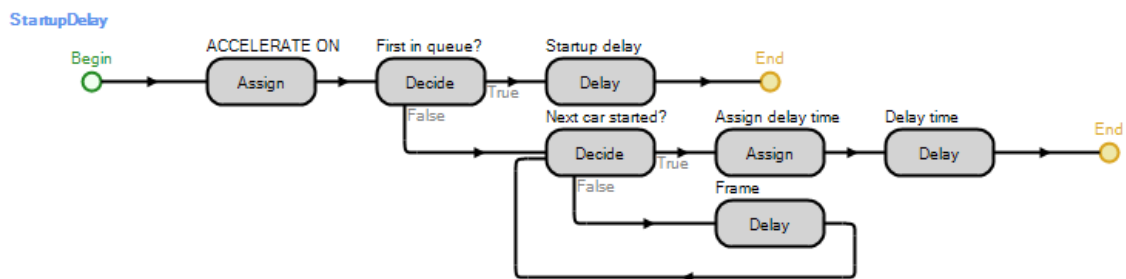 StartupDelay
Begin
ACCELERATE ON
Assign
First in queue?
Decide
True
False
Startup delay
Delay
End
Next car started?
Decide
True
False
Assign delay time
Assign
Delay time
Delay
End
Frame
Delay